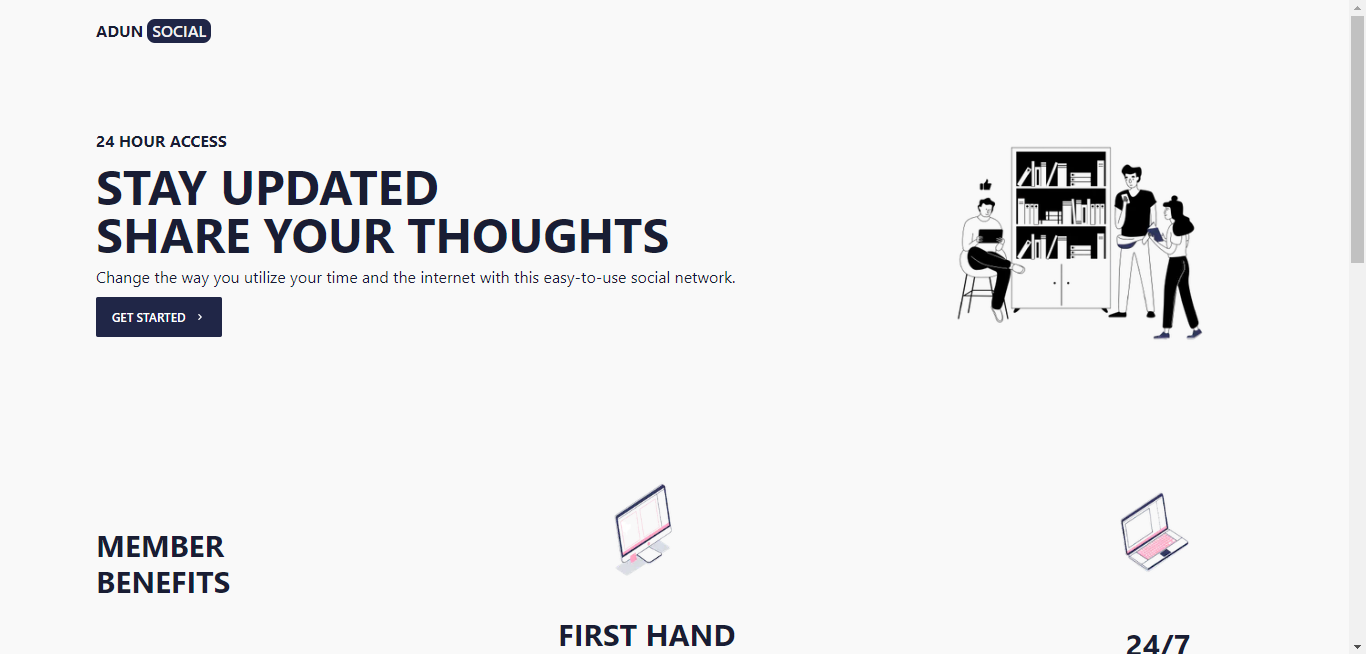 ADUN SOCIAL
24 HOUR ACCESS
STAY UPDATED
SHARE YOUR THOUGHTS
Change the way you utilize your time and the internet with this easy-to-use social network.
GET STARTED
MEMBER
BENEFITS
FIRST HAND
24/7